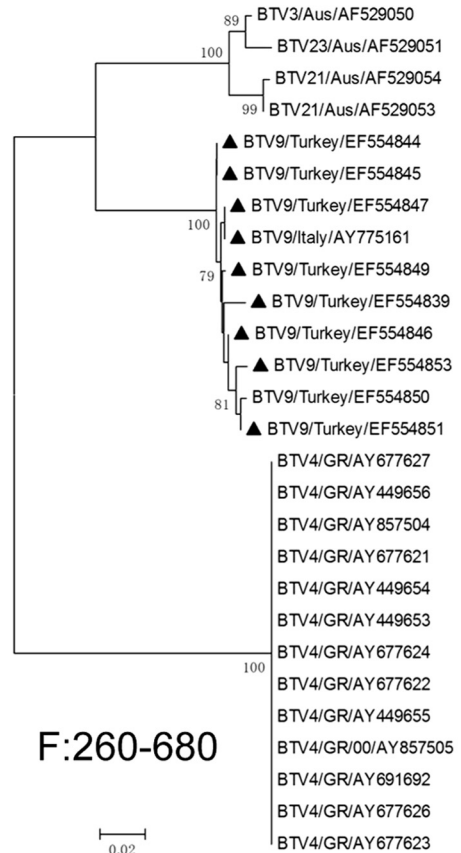 89
BTV3/Aus/AF529050
BTV23/Aus/AF529051
100
BTV21/Aus/AF529054
99
BTV21/Aus/AF529053
BTV9/Turkey/EF554844
BTV9/Turkey/EF554845
BTV9/Turkey/EF554847
100
BTV9/Italy/AY775161
79
BTV9/Turkey/EF554849
BTV9/Turkey/EF554839
BTV9/Turkey/EF554846
BTV9/Turkey/EF554853
BTV9/Turkey/EF554850
81
BTV9/Turkey/EF554851
BTV4/GR/AY677627
BTV4/GR/AY449656
BTV4/GR/AY857504
BTV4/GR/AY677621
BTV4/GR/AY449654
BTV4/GR/AY449653
BTV4/GR/AY677624
100
BTV4/GR/AY677622
BTV4/GR/AY449655
BTV4/GR/00/AY857505
BTV4/GR/AY691692
BTV4/GR/AY677626
BTV4/GR/AY677623
F:260-680
0.02